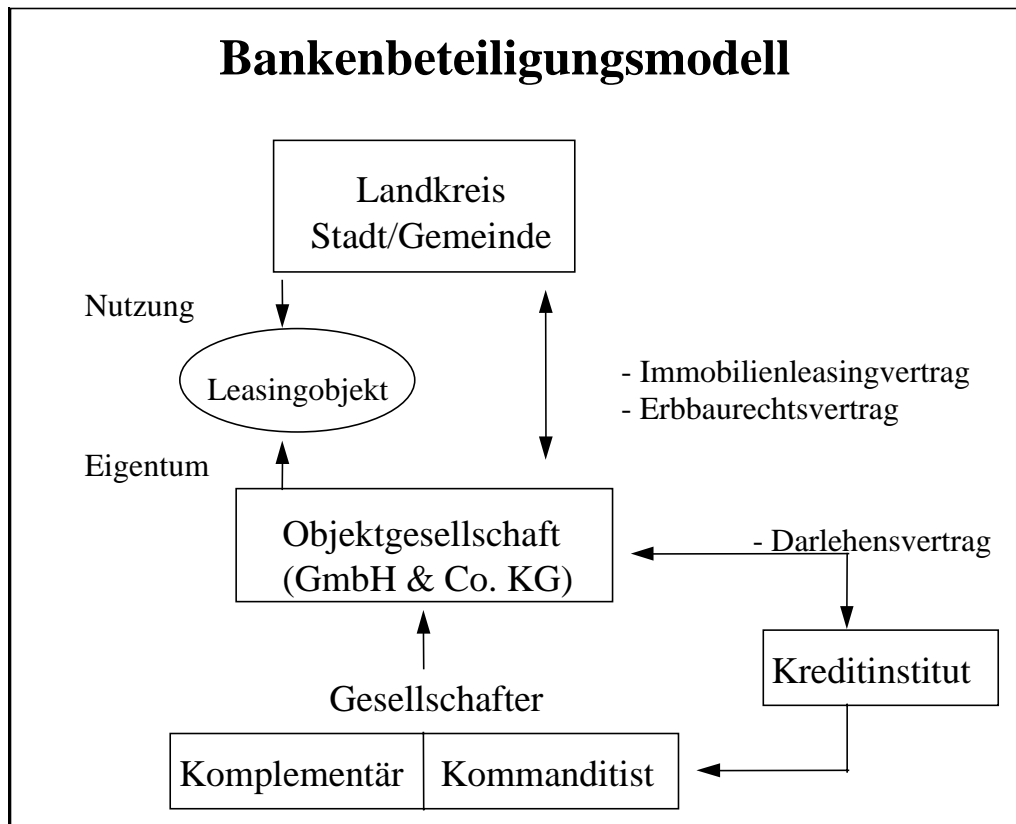 Bankenbeteiligungsmodell
Landkreis
Stadt/Gemeinde
Nutzung
Leasingobjekt
- Immobilienleasingvertrag
- Erbbaurechtsvertrag
Eigentum
Objektgesellschaft
(GmbH & Co. KG)
- Darlehensvertrag
Kreditinstitut
Gesellschafter
Komplementär
Kommanditist